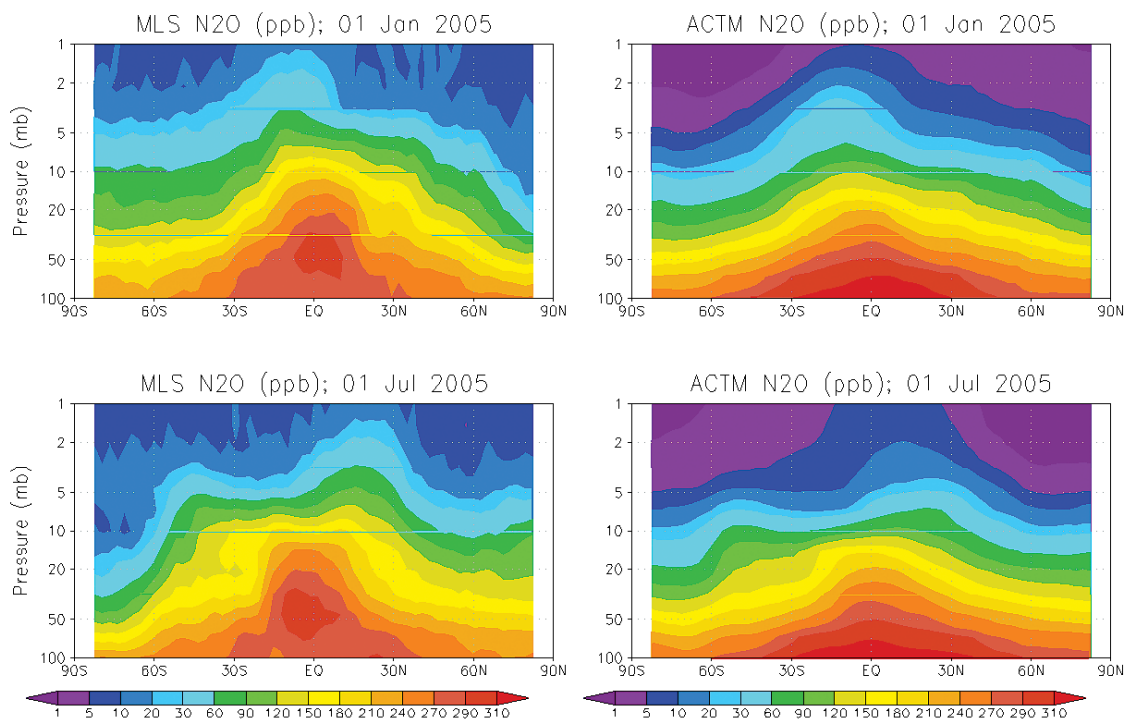 MLS N2O (ppb); 01 Jan 2005
ACTM N2O (ppb); 01 Jan 2005
Pressure (mb)
1
2
5
10
20
50
100
90S 60S 30S EQ 30N 60N 90N
1
2
5
10
20
50
100
90S 60S 30S EQ 30N 60N 90N
MLS N2O (ppb); 01 Jul 2005
ACTM N2O (ppb); 01 Jul 2005
Pressure (mb)
1
2
5
10
20
50
100
90S 60S 30S EQ 30N 60N 90N
1
2
5
10
20
50
100
90S 60S 30S EQ 30N 60N 90N
1 5 10 20 30 60 90 120 150 180 210 240 270 290 310
1 5 10 20 30 60 90 120 150 180 210 240 270 290 310